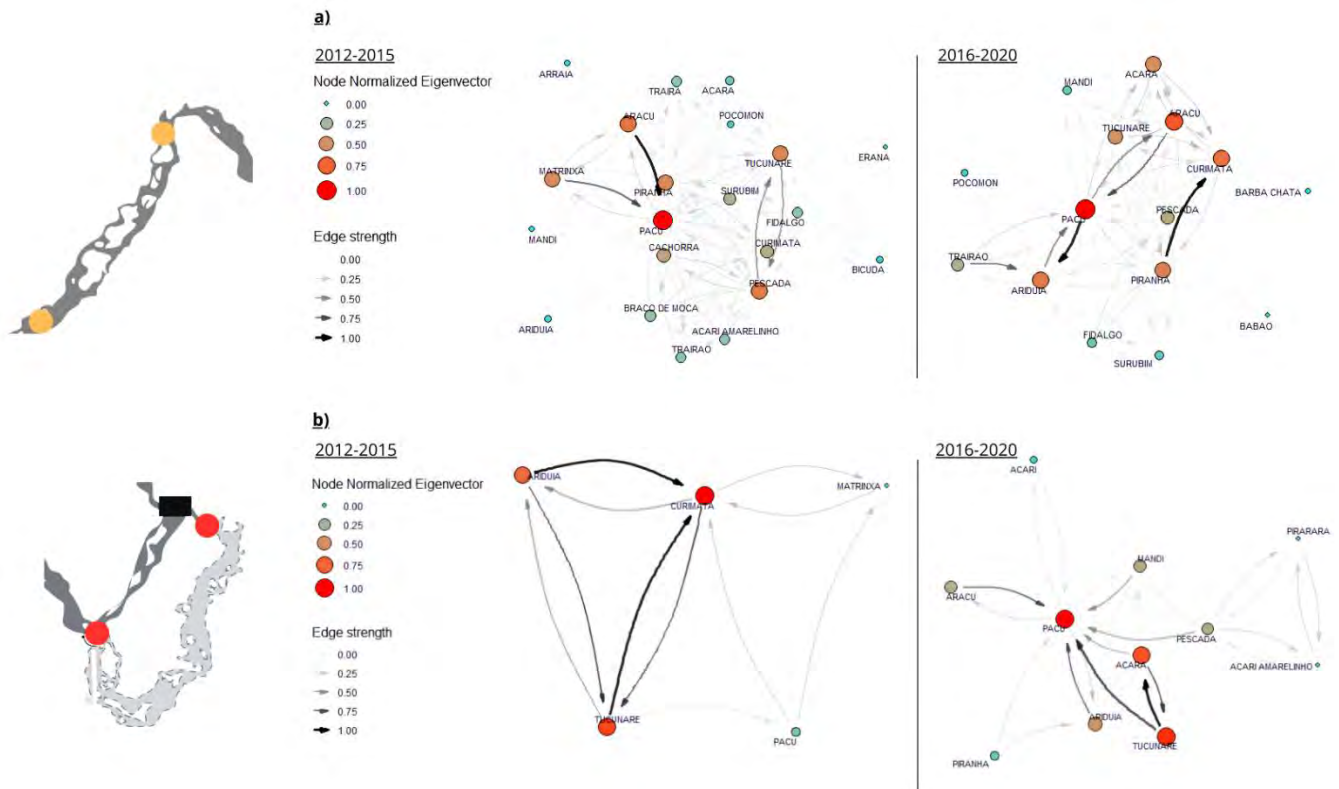 a)
2012-2015
Node Normalized Eigenvector
0.00
0.25
0.50
0.75
1.00
Edge strength
0.00
0.25
0.50
0.75
1.00
ARRAIA
TRAIRA
ACARA
ARACU
POCOMON
MATRINXA
TUCUNARE
ERANA
PIRANHA
SURUBIM
PACU
FIDALGO
MANDI
CACHORRA
CURIMATA
BICUDA
PESCADA
BRACO DE MOCA
ARIDUIA
ACARI AMARELINHO
TRAIRAO
2016-2020
ACARA
MANDI
ARACU
TUCUNARE
CURIMATA
POCOMON
BARBA CHATA
PESCADA
PACU
TRAIRAO
ARIDUIA
PIRANHA
BABAO
FIDALGO
SURUBIM
b)
2012-2015
Node Normalized Eigenvector
0.00
0.25
0.50
0.75
1.00
Edge strength
0.00
0.25
0.50
0.75
1.00
ARIDUIA
MATRINXA
CURIMATA
TUCUNARE
PACU
2016-2020
ACARI
PIRARARA
MANDI
ARACU
PACU
PESCADA
ACARA
ACARI AMARELINHO
ARIDUIA
TUCUNARE
PIRANHA